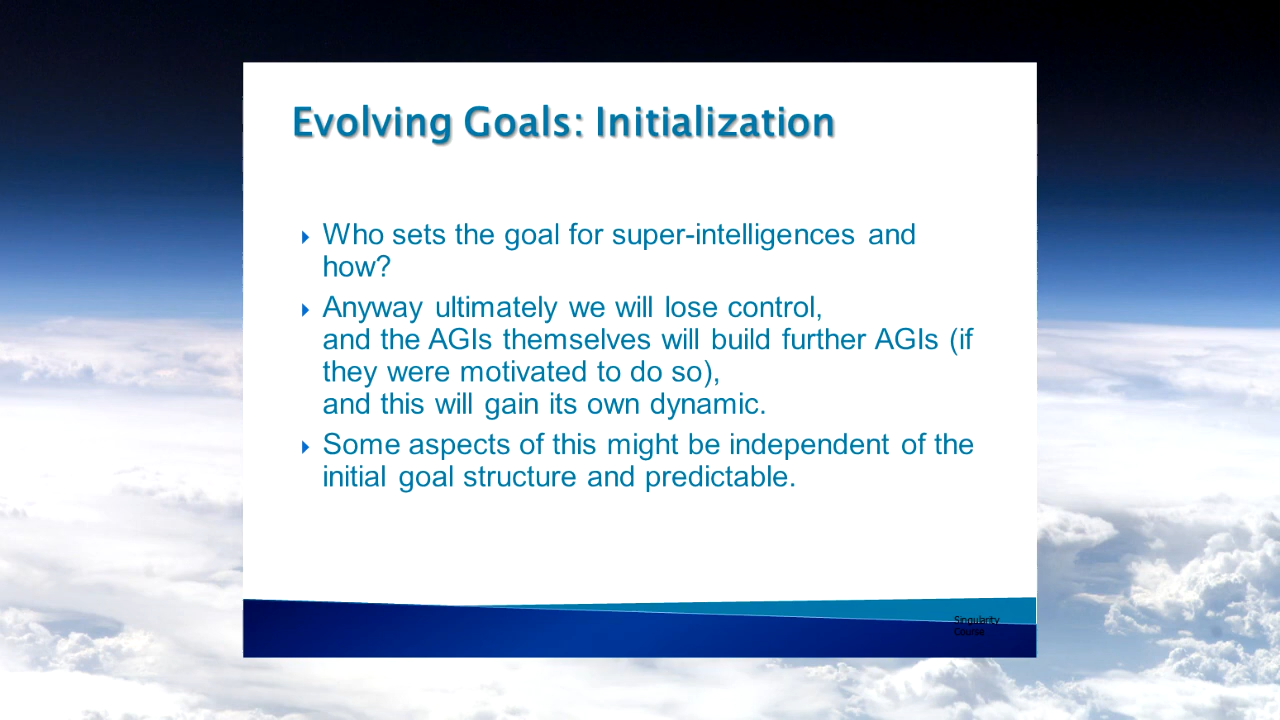 Evolving Goals: Initialization
Who sets the goal for super-intelligences and
how?
Anyway ultimately we will lose control,
and the AGIs themselves will build further AGIs (if
they were motivated to do so),
and this will gain its own dynamic.
Some aspects of this might be independent of the
initial goal structure and predictable.
Singularity
Course